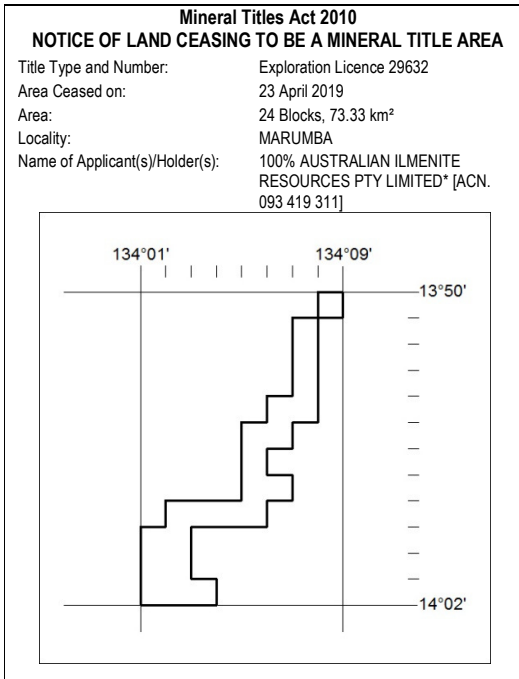 Mineral Titles Act 2010
NOTICE OF LAND CEASING TO BE A MINERAL TITLE AREA
Title Type and Number: Exploration Licence 29632
Area Ceased on: 23 April 2019
Area: 24 Blocks, 73.33 km²
Locality: MARUMBA
Name of Applicant(s)/Holder(s): 100% AUSTRALIAN ILMENITE
RESOURCES PTY LIMITED* [ACN.
093 419 311]
134°01' 134°09'
13°50'
14°02'